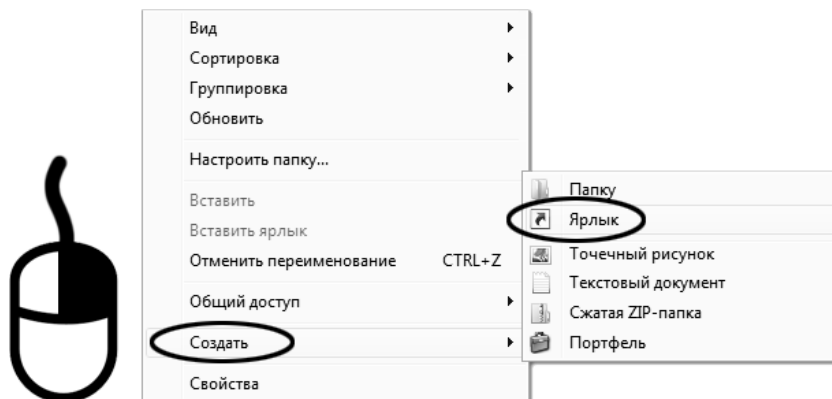 Вид
Сортировка
Группировка
Обновить
Настроить папку...
Вставить
Вставить ярлык
Отменить переименование CTRL+Z
Общий доступ
Создать
Свойства
Папку
Ярлык
Точечный рисунок
Текстовый документ
Сжатая ZIP-папка
Портфель